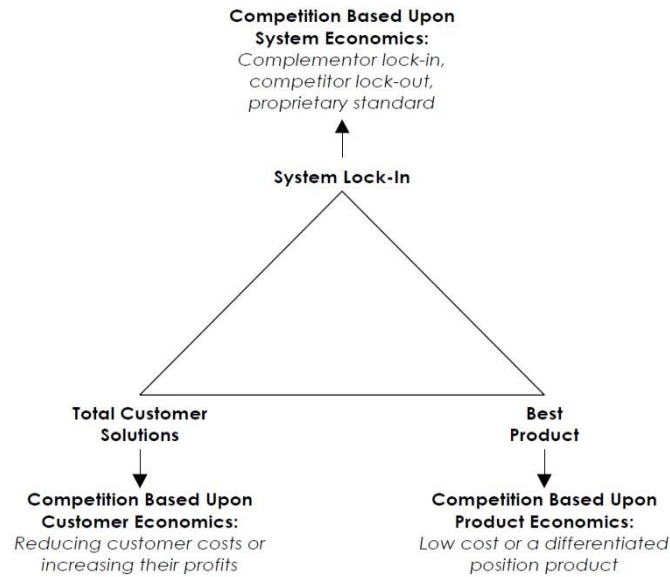 Competition Based Upon
System Economics:
Complementor lock-in,
competitor lock-out,
proprietary standard
System Lock-In
Total Customer
Solutions
Best
Product
Competition Based Upon
Customer Economics:
Reducing customer costs or
increasing their profits
Competition Based Upon
Product Economics:
Low cost or a differentiated
position product